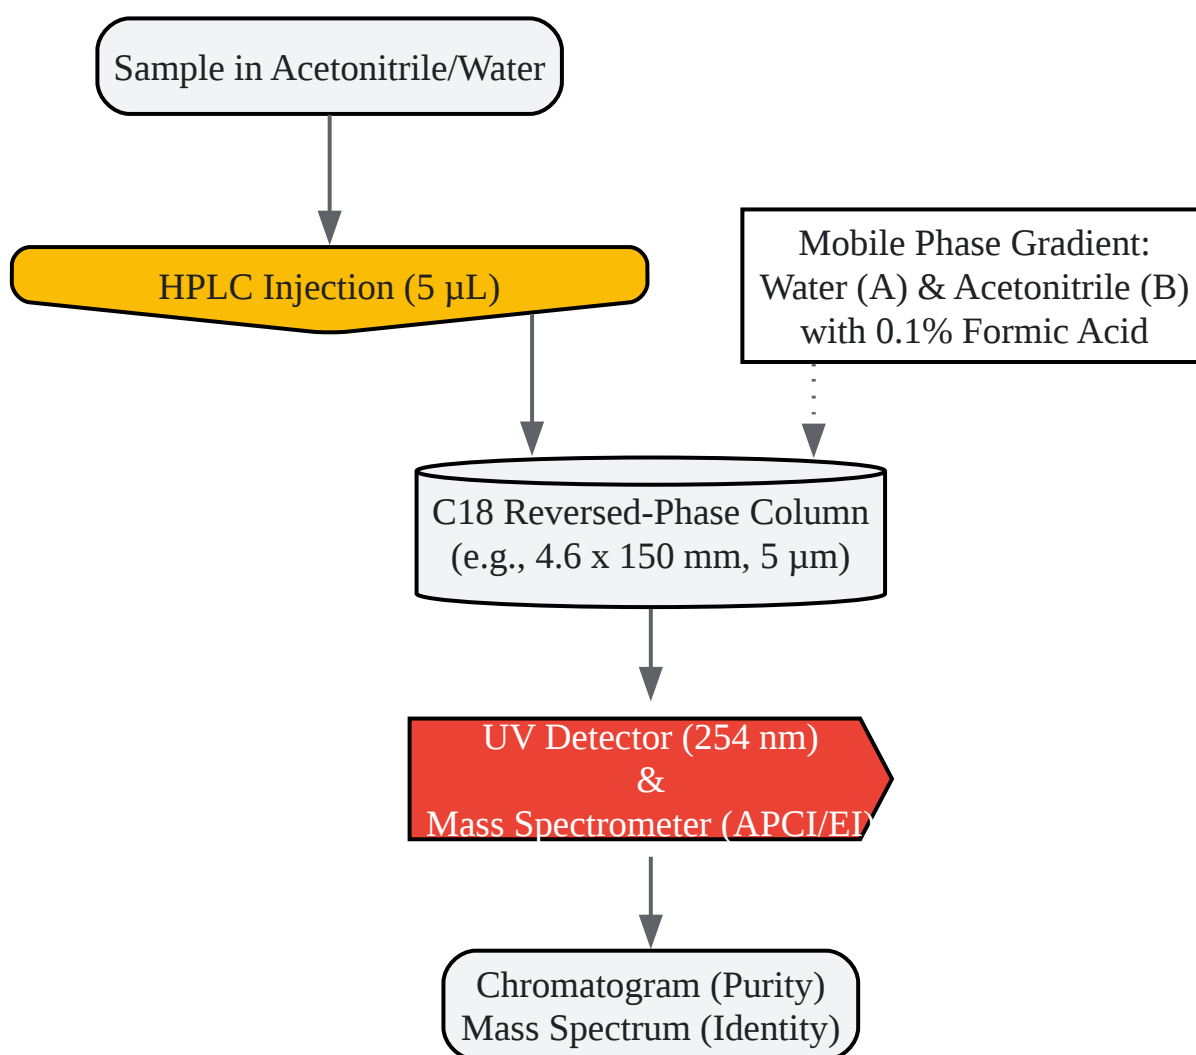 Sample in Acetonitrile/Water
HPLC Injection (5 µL)
Mobile Phase Gradient:
Water (A) & Acetonitrile (B)
with 0.1% Formic Acid
C18 Reversed-Phase Column
(e.g., 4.6 x 150 mm, 5 µm)
UV Detector (254 nm)
&
Mass Spectrometer (APCI/EI)
Chromatogram (Purity)
Mass Spectrum (Identity)